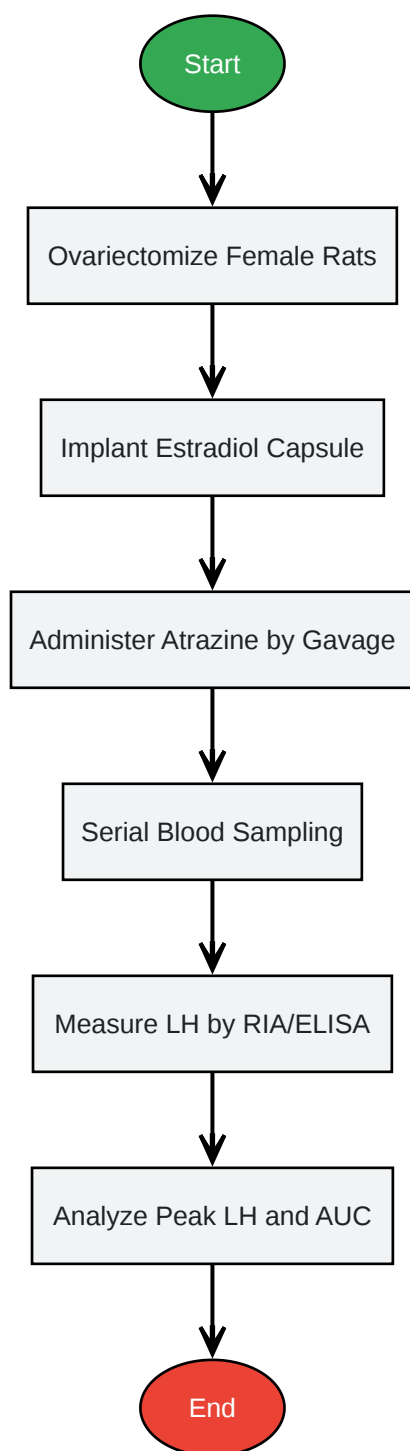 Start
Ovariectomize Female Rats
Implant Estradiol Capsule
Administer Atrazine by Gavage
Serial Blood Sampling
Measure LH by RIA/ELISA
Analyze Peak LH and AUC
End